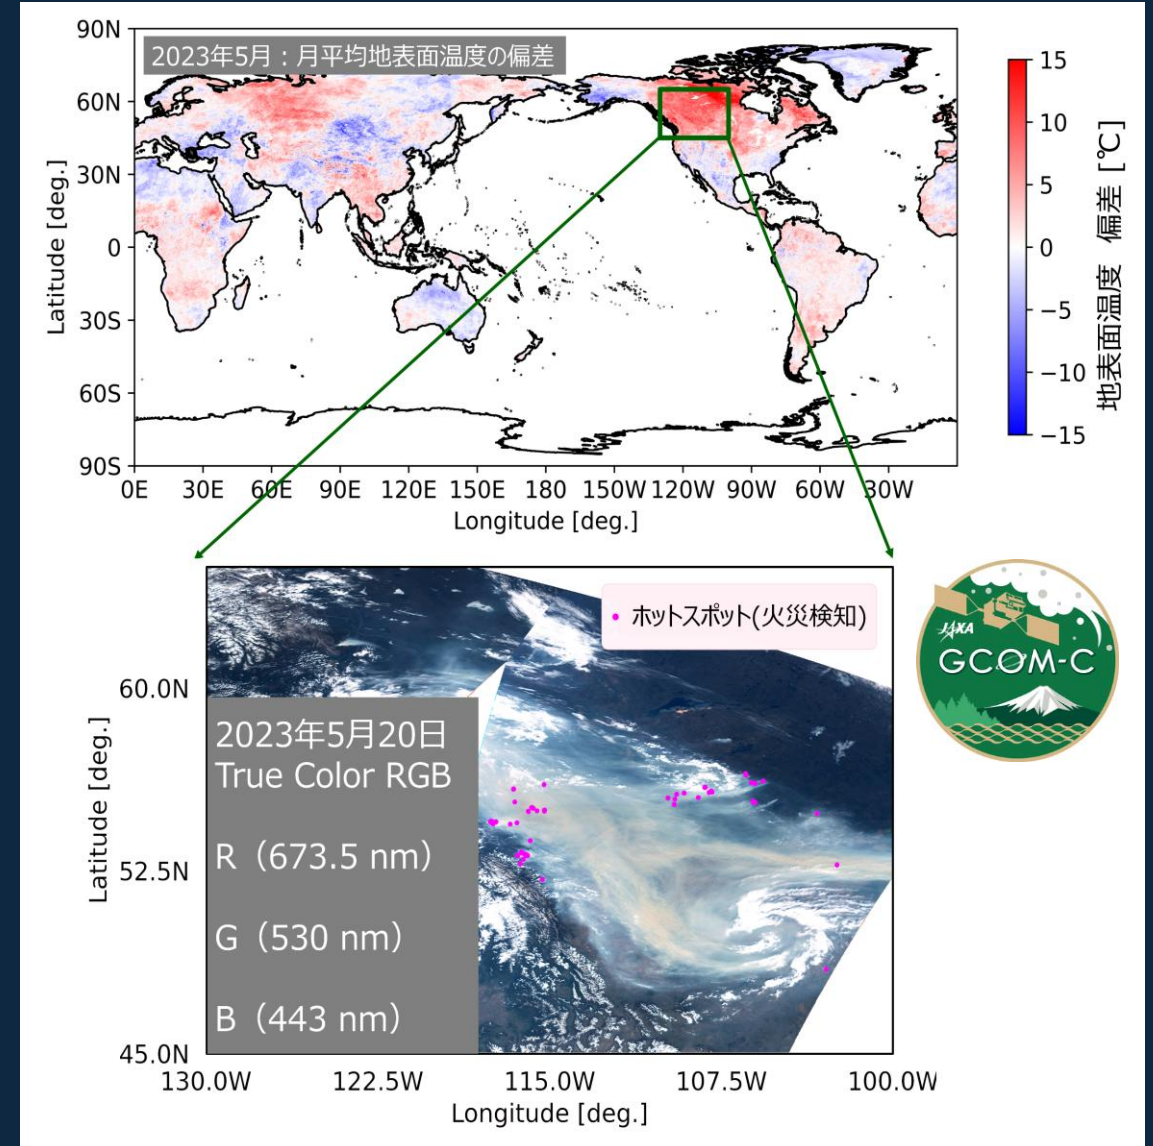 2023年5月：月平均地表面温度の偏差
90N
60N
30N
0
30S
60S
90S
Latitude [deg.]
0E 30E 60E 90E 120E 150E 180 150W 120W 90W 60W 30W
Longitude [deg.]
15
10
5
0
−5
−10
−15
地表面温度 偏差 [℃]
ホットスポット(火災検知)
2023年5月20日
True Color RGB
R（673.5 nm）
G（530 nm）
B（443 nm）
60.0N
52.5N
45.0N
Latitude [deg.]
130.0W 122.5W 115.0W 107.5W 100.0W
Longitude [deg.]
JAXA
GCOM-C